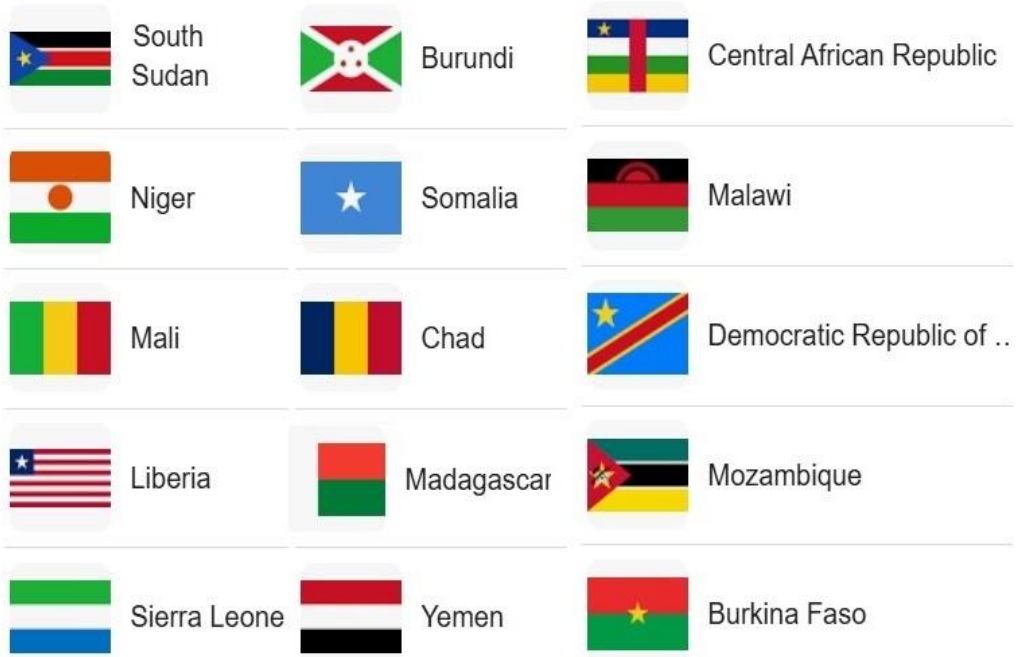 South
Sudan
Burundi
Central African Republic
Niger
Somalia
Malawi
Mali
Chad
Democratic Republic of ..
Liberia
Madagascar
Mozambique
Sierra Leone
Yemen
Burkina Faso